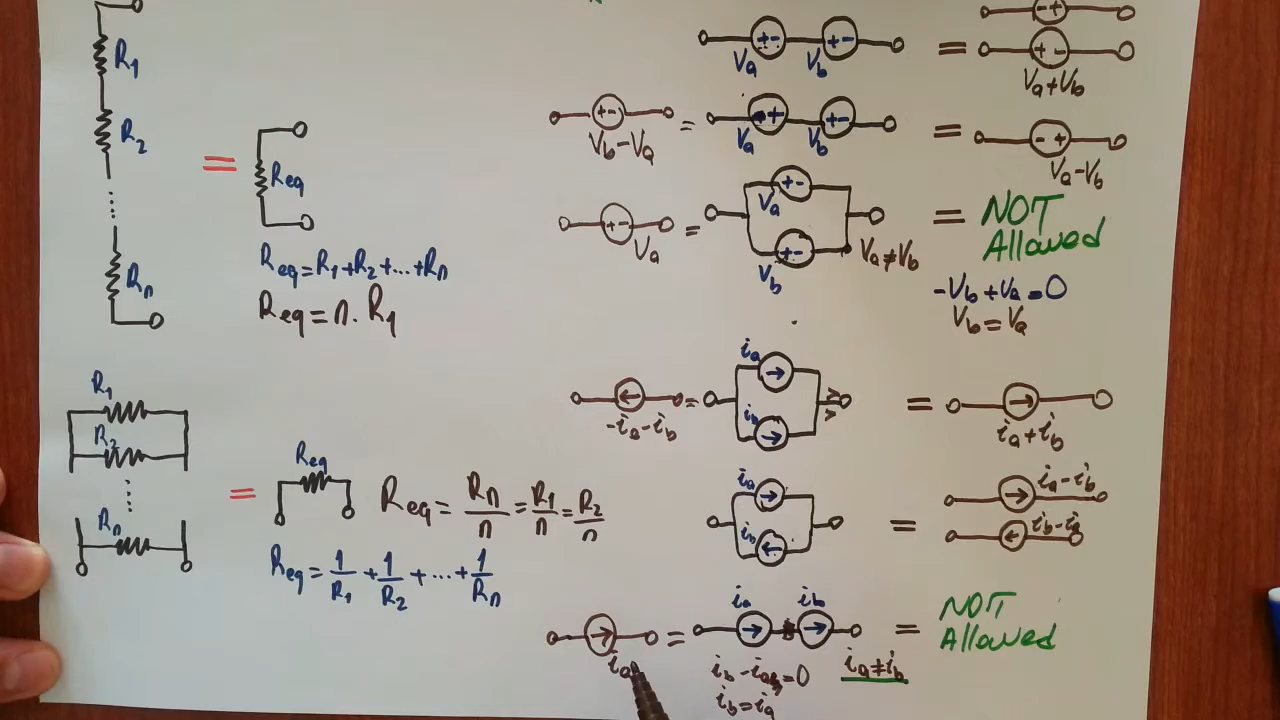 R1
R2
Rn
=
Req
Req=R1+R2+...+Rn
Req=n.R1
R1
R2
Rn
=
Req
Req=Rn/n=R1/n=R2/n
Req=1/R1+1/R2+...+1/Rn
- +
+- +- = + -
Va Vb Va+Vb
+- = +- = - +
Vb-Va Va Vb Va-Vb
+- = Va +- = NOT Allowed
Va Vb +- Va≠Vb
-Vb+Va=0
Vb=Va
ia
= ib =
-ia-ib ia+ib
ia ia-ib
ib = ib-ia
ia ib
= = NOT Allowed
ia ib-ia=0 ia≠ib
ib=ia